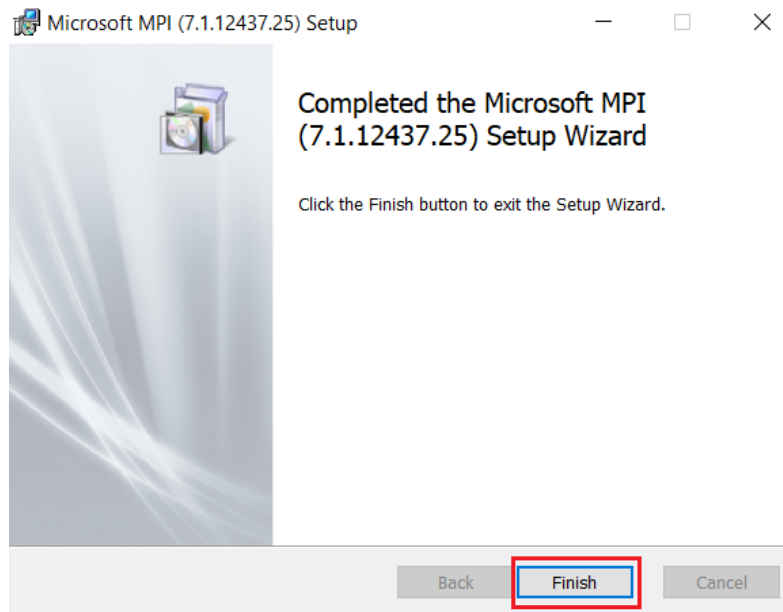 Microsoft MPI (7.1.12437.25) Setup
Completed the Microsoft MPI
(7.1.12437.25) Setup Wizard
Click the Finish button to exit the Setup Wizard.
Back Finish Cancel